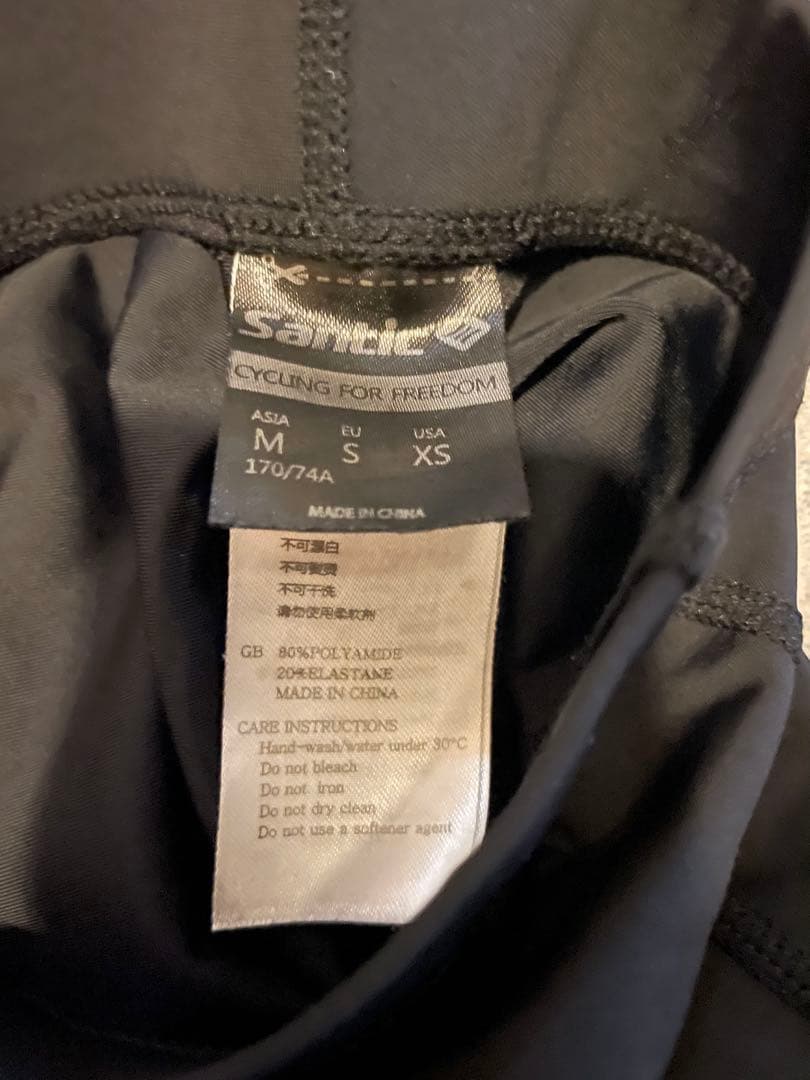 Santic
CYCLING FOR FREEDOM
ASIA EU USA
M S XS
170/74A
MADE IN CHINA
不可漂白
不可熨烫
不可干洗
请勿使用柔软剂
GB 80%POLYAMIDE
20%ELASTANE
MADE IN CHINA
CARE INSTRUCTIONS
Hand-wash/water under 30°C
Do not bleach
Do not iron
Do not dry clean
Do not use a softener agent